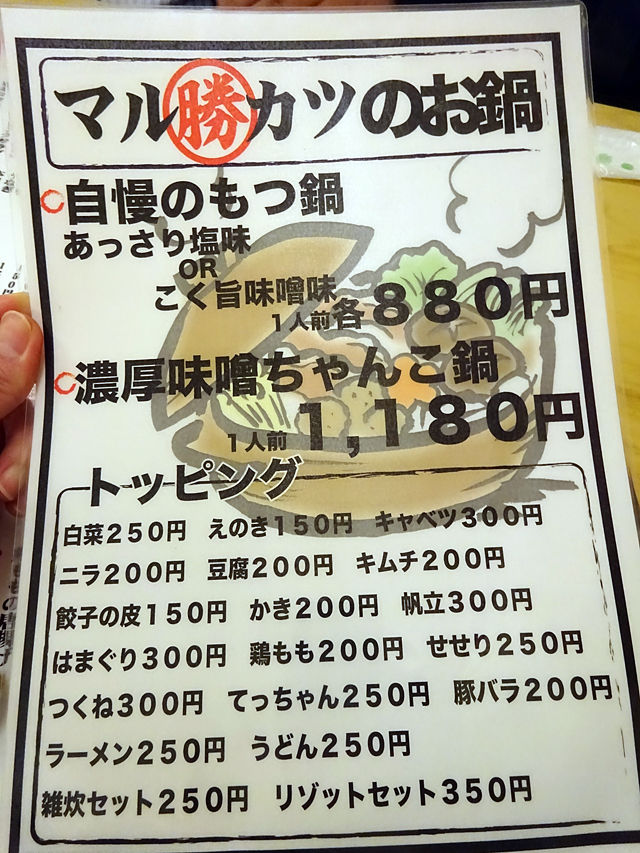 マル勝カツのお鍋
自慢のもつ鍋
あっさり塩味
OR
こく旨味噌味
1人前各880円
濃厚味噌ちゃんこ鍋
1人前1,180円
トッピング
白菜250円 えのき150円 キャベツ300円
ニラ200円 豆腐200円 キムチ200円
餃子の皮150円 かき200円 帆立300円
はまぐり300円 鶏もも200円 せせり250円
つくね300円 てっちゃん250円 豚バラ200円
ラーメン250円 うどん250円
雑炊セット250円 リゾットセット350円